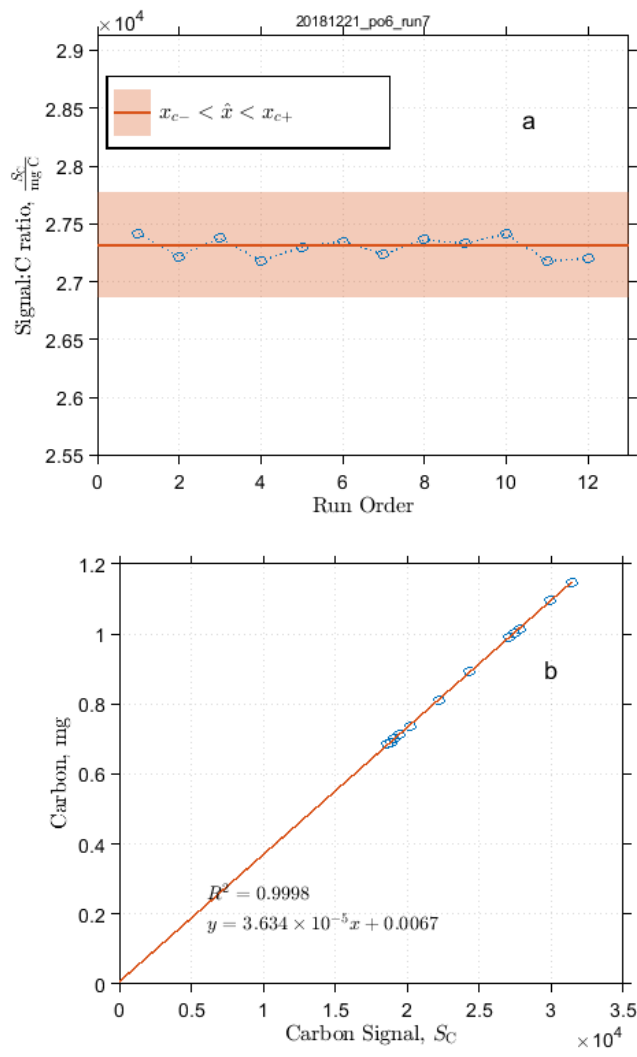 20181221_po6_run7
×10⁴
2.9
2.85
2.8
2.75
2.7
2.65
2.6
2.55
Signal:C ratio, S_C/mg C
x_{c−} < x̂ < x_{c+}
a
0 2 4 6 8 10 12
Run Order
1.2
1
0.8
0.6
0.4
0.2
0
Carbon, mg
b
R² = 0.9998
y = 3.634 × 10⁻⁵x + 0.0067
0 0.5 1 1.5 2 2.5 3 3.5
Carbon Signal, S_C
×10⁴